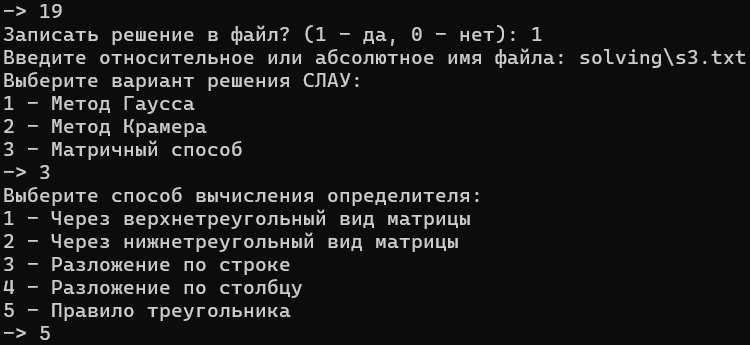 -> 19
Записать решение в файл? (1 - да, 0 - нет): 1
Введите относительное или абсолютное имя файла: solving\s3.txt
Выберите вариант решения СЛАУ:
1 - Метод Гаусса
2 - Метод Крамера
3 - Матричный способ
-> 3
Выберите способ вычисления определителя:
1 - Через верхнетреугольный вид матрицы
2 - Через нижнетреугольный вид матрицы
3 - Разложение по строке
4 - Разложение по столбцу
5 - Правило треугольника
-> 5